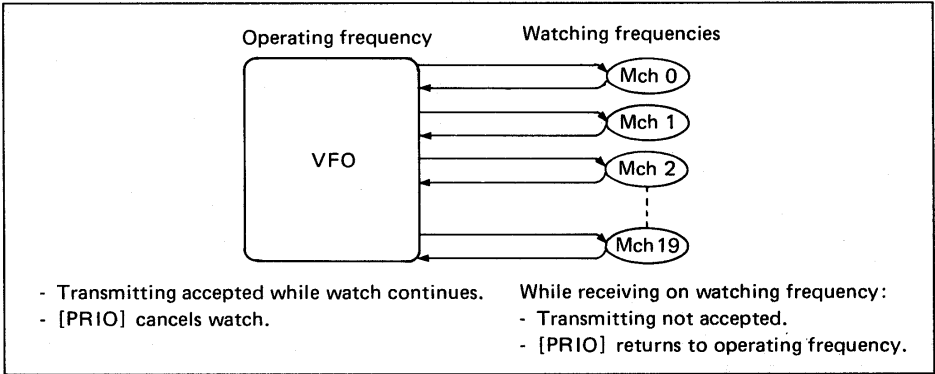 Operating frequency
Watching frequencies
VFO
Mch 0
Mch 1
Mch 2
Mch 19
- Transmitting accepted while watch continues.
- [PRIO] cancels watch.
While receiving on watching frequency:
- Transmitting not accepted.
- [PRIO] returns to operating frequency.